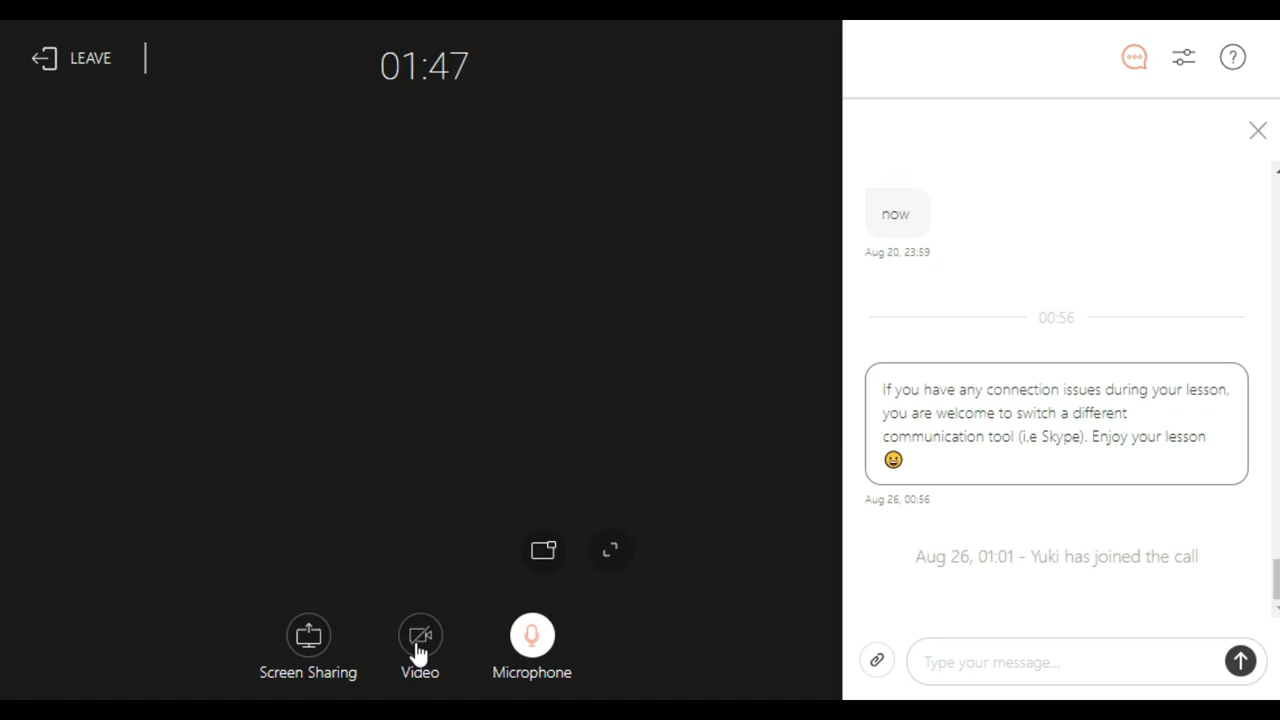 LEAVE
01:47
now
Aug 20, 23:59
00:56
If you have any connection issues during your lesson,
you are welcome to switch a different
communication tool (i.e Skype). Enjoy your lesson
😀
Aug 26, 00:56
Aug 26, 01:01 - Yuki has joined the call
Screen Sharing
Video
Microphone
Type your message...